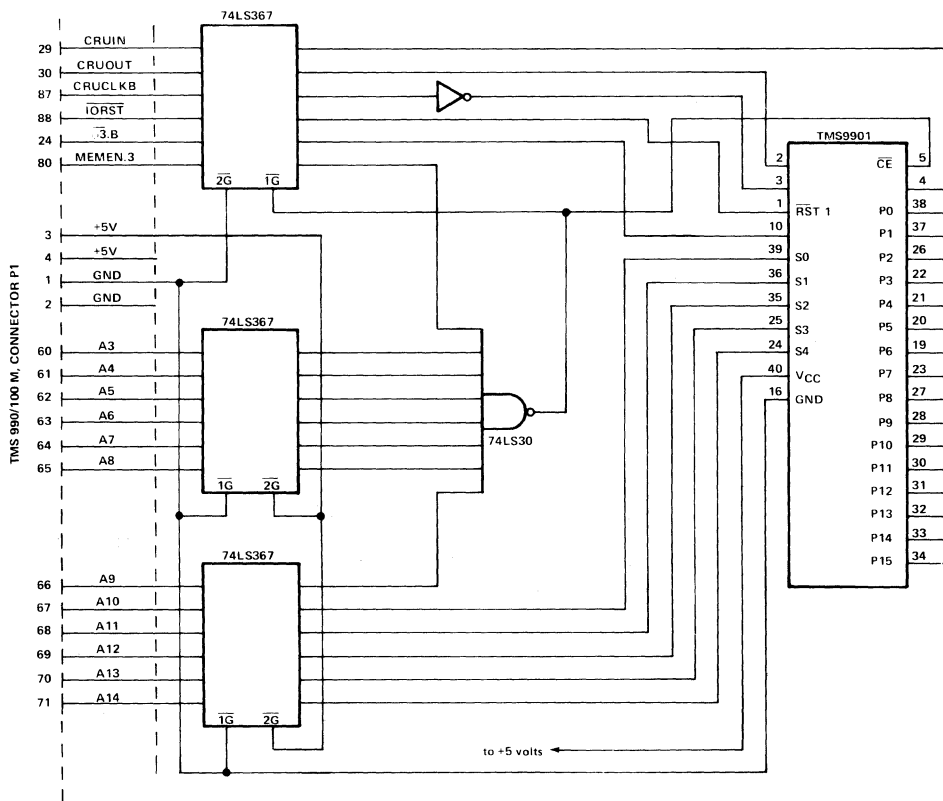 74LS367
29 CRUIN
30 CRUOUT
87 CRUCLKB
88 IORST
24 3.B
80 MEMEN.3
2G 1G
3 +5V
4 +5V
1 GND
2 GND
TMS 990/100 M, CONNECTOR P1
74LS367
60 A3
61 A4
62 A5
63 A6
64 A7
65 A8
1G 2G
74LS30
74LS367
66 A9
67 A10
68 A11
69 A12
70 A13
71 A14
1G 2G
to +5 volts
TMS9901
2 CE 5
3 4
1 RST 1 P0 38
10 P1 37
39 S0 P2 26
36 S1 P3 22
35 S2 P4 21
25 S3 P5 20
24 S4 P6 19
40 VCC P7 23
16 GND P8 27
P9 28
P10 29
P11 30
P12 31
P13 32
P14 33
P15 34